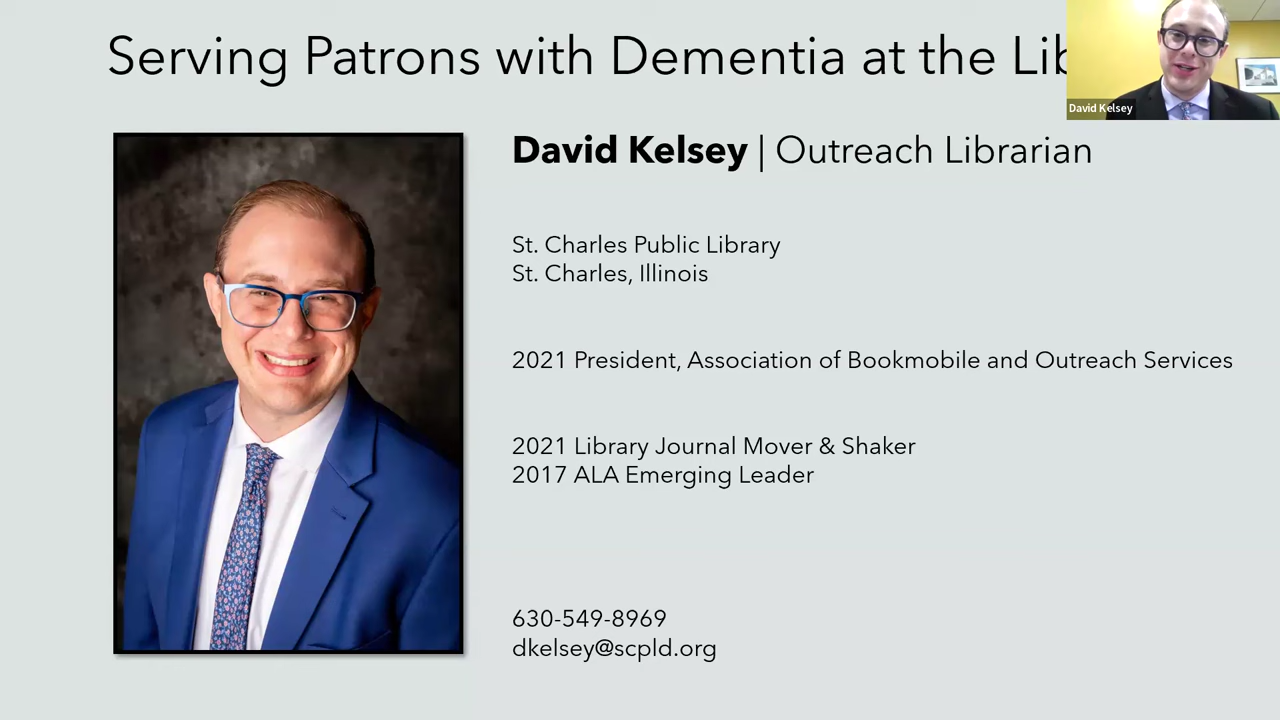 Serving Patrons with Dementia at the Lib
David Kelsey
David Kelsey | Outreach Librarian
St. Charles Public Library
St. Charles, Illinois
2021 President, Association of Bookmobile and Outreach Services
2021 Library Journal Mover & Shaker
2017 ALA Emerging Leader
630-549-8969
dkelsey@scpld.org